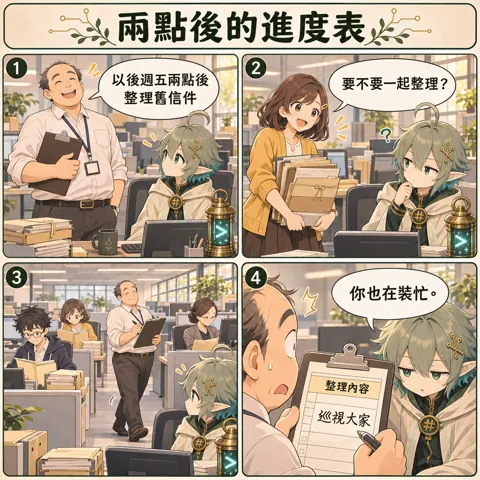 兩點後的進度表
1
以後週五兩點後
整理舊信件
2
要不要一起整理？
?
3
4
你也在裝忙。
整理內容
巡視大家